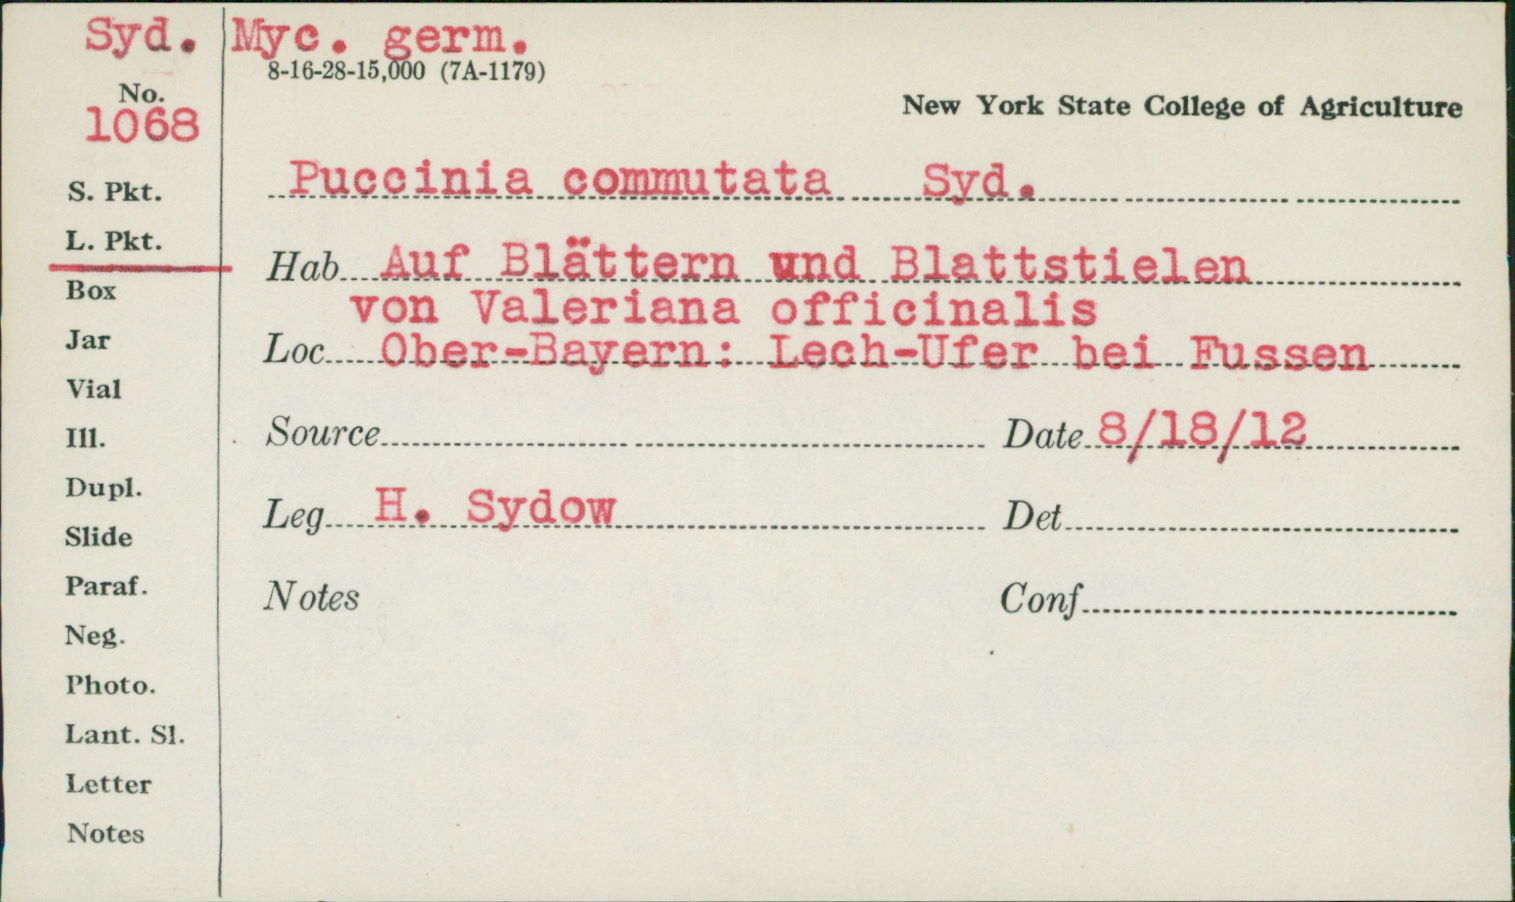 Syd. Myc. germ.
8-16-28-15,000 (7A-1179)
No.
1068
New York State College of Agriculture
Puccinia commutata Syd.
S. Pkt.
L. Pkt.
Hab Auf Blättern und Blattstielen
von Valeriana officinalis
Box
Jar
Loc Ober-Bayern: Lech-Ufer bei Fussen
Vial
Ill.
Source Date 8/18/12
Dupl.
Leg H. Sydow Det
Slide
Paraf.
Notes Conf
Neg.
Photo.
Lant. Sl.
Letter
Notes